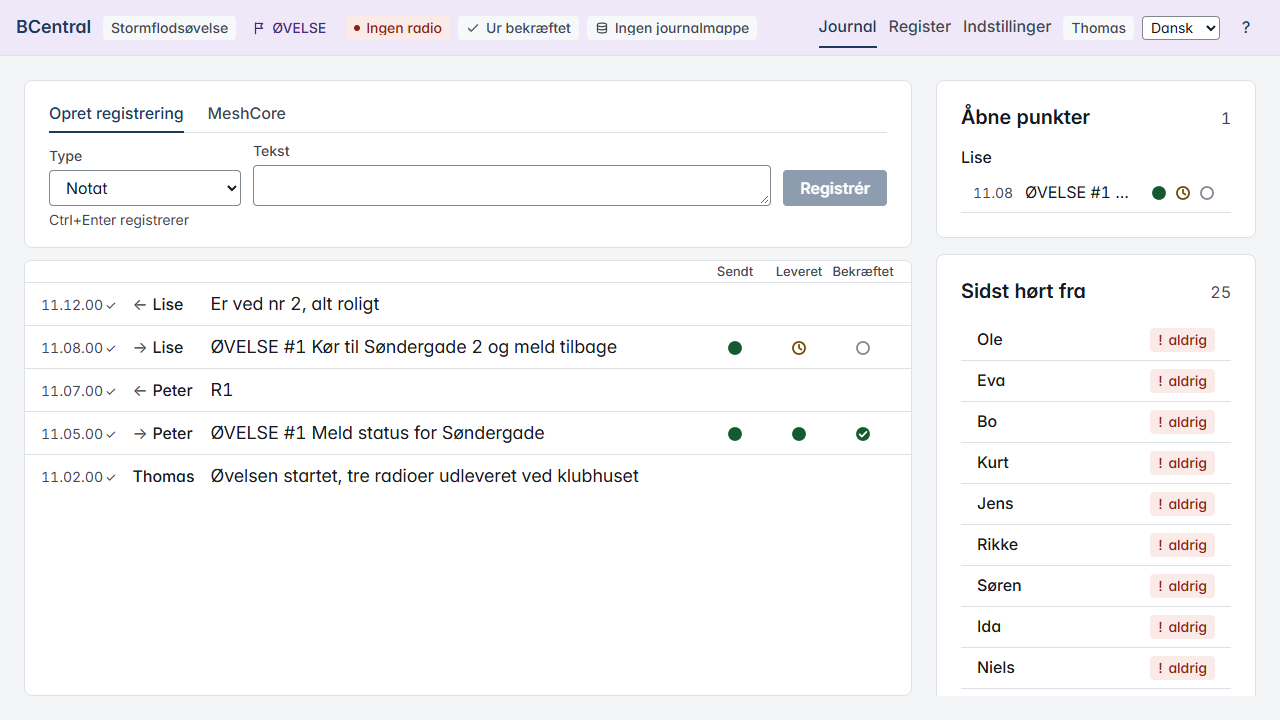 BCentral Stormflodsøvelse ØVELSE Ingen radio Ur bekræftet Ingen journalmappe Journal Register Indstillinger Thomas Dansk ?
Opret registrering MeshCore
Type
Tekst
Notat
Registrér
Ctrl+Enter registrerer
Sendt Leveret Bekræftet
11.12.00 ← Lise Er ved nr 2, alt roligt
11.08.00 → Lise ØVELSE #1 Kør til Søndergade 2 og meld tilbage
11.07.00 ← Peter R1
11.05.00 → Peter ØVELSE #1 Meld status for Søndergade
11.02.00 Thomas Øvelsen startet, tre radioer udleveret ved klubhuset
Åbne punkter 1
Lise
11.08 ØVELSE #1 ...
Sidst hørt fra 25
Ole ! aldrig
Eva ! aldrig
Bo ! aldrig
Kurt ! aldrig
Jens ! aldrig
Rikke ! aldrig
Søren ! aldrig
Ida ! aldrig
Niels ! aldrig